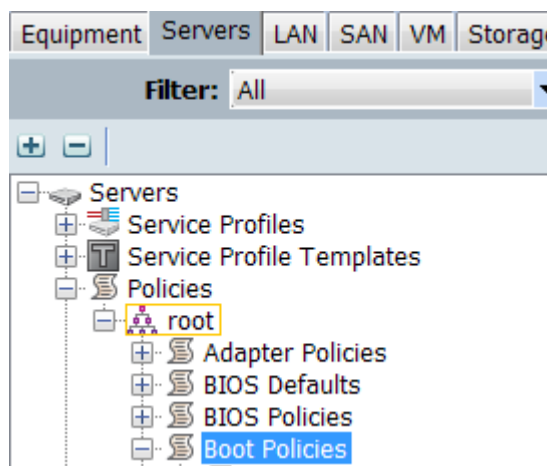 Equipment Servers LAN SAN VM Storage
Filter: All
Servers
Service Profiles
T Service Profile Templates
Policies
root
Adapter Policies
BIOS Defaults
BIOS Policies
Boot Policies